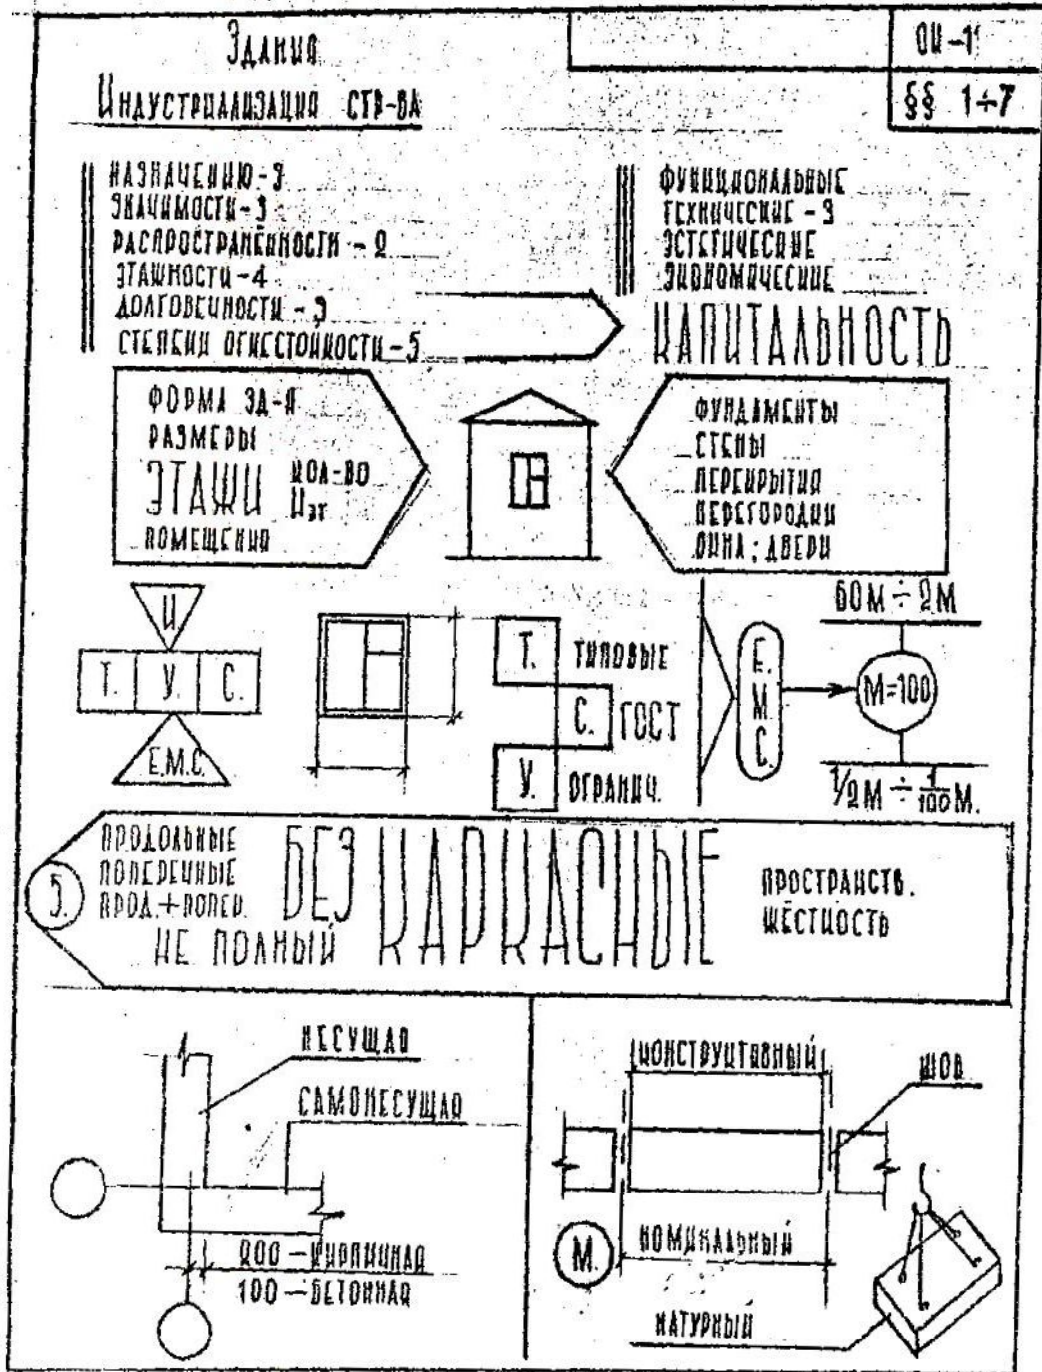 Здания
Индустриализация стр-ва
ОИ-11
§§ 1÷7
НАЗНАЧЕНИЮ-3
ЗНАЧИМОСТИ-3
РАСПРОСТРАНЁННОСТИ-2
ЭТАЖНОСТИ-4
ДОЛГОВЕЧНОСТИ-3
СТЕПЕНИ ОГНЕСТОЙКОСТИ-5
ФУНКЦИОНАЛЬНЫЕ
ТЕХНИЧЕСКИЕ-3
ЭСТЕТИЧЕСКИЕ
ЭКОНОМИЧЕСКИЕ
КАПИТАЛЬНОСТЬ
ФОРМА ЗД-Я
РАЗМЕРЫ
ЭТАЖИ КОЛ-ВО
Нэт
ПОМЕЩЕНИЯ
ФУНДАМЕНТЫ
СТЕНЫ
ПЕРЕКРЫТИЯ
ПЕРЕГОРОДКИ
ОКНА; ДВЕРИ
И
Т. У. С.
Е.М.С.
Т. ТИПОВЫЕ
С. ГОСТ
У. ОГРАНИЧ.
Е.
М.
С.
60М÷2М
М=100
1/2М÷1/100М.
5.
ПРОДОЛЬНЫЕ
ПОПЕРЕЧНЫЕ
ПРОД.+ПОПЕР.
НЕ ПОЛНЫЙ
БЕЗ КАРКАСНЫЕ
ПРОСТРАНСТВ.
ЖЁСТКОСТЬ
НЕСУЩАЯ
САМОНЕСУЩАЯ
200-КИРПИЧНАЯ
100-БЕТОННАЯ
КОНСТРУКТИВНЫЙ
ШОВ
М.
НОМИНАЛЬНЫЙ
НАТУРНЫЙ